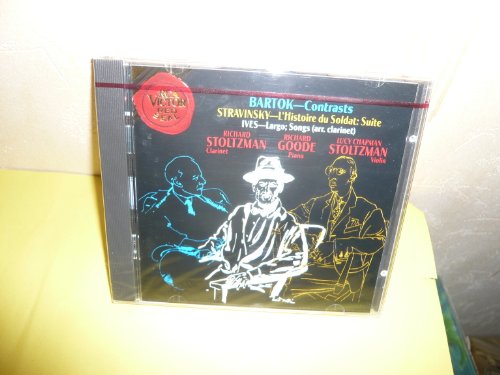 RCA
VICTOR
RED
SEAL
BARTOK—Contrasts
STRAVINSKY—L'Histoire du Soldat: Suite
IVES—Largo; Songs (arr. clarinet)
RICHARD
STOLTZMAN
Clarinet
RICHARD
GOODE
Piano
LUCY CHAPMAN
STOLTZMAN
Violin